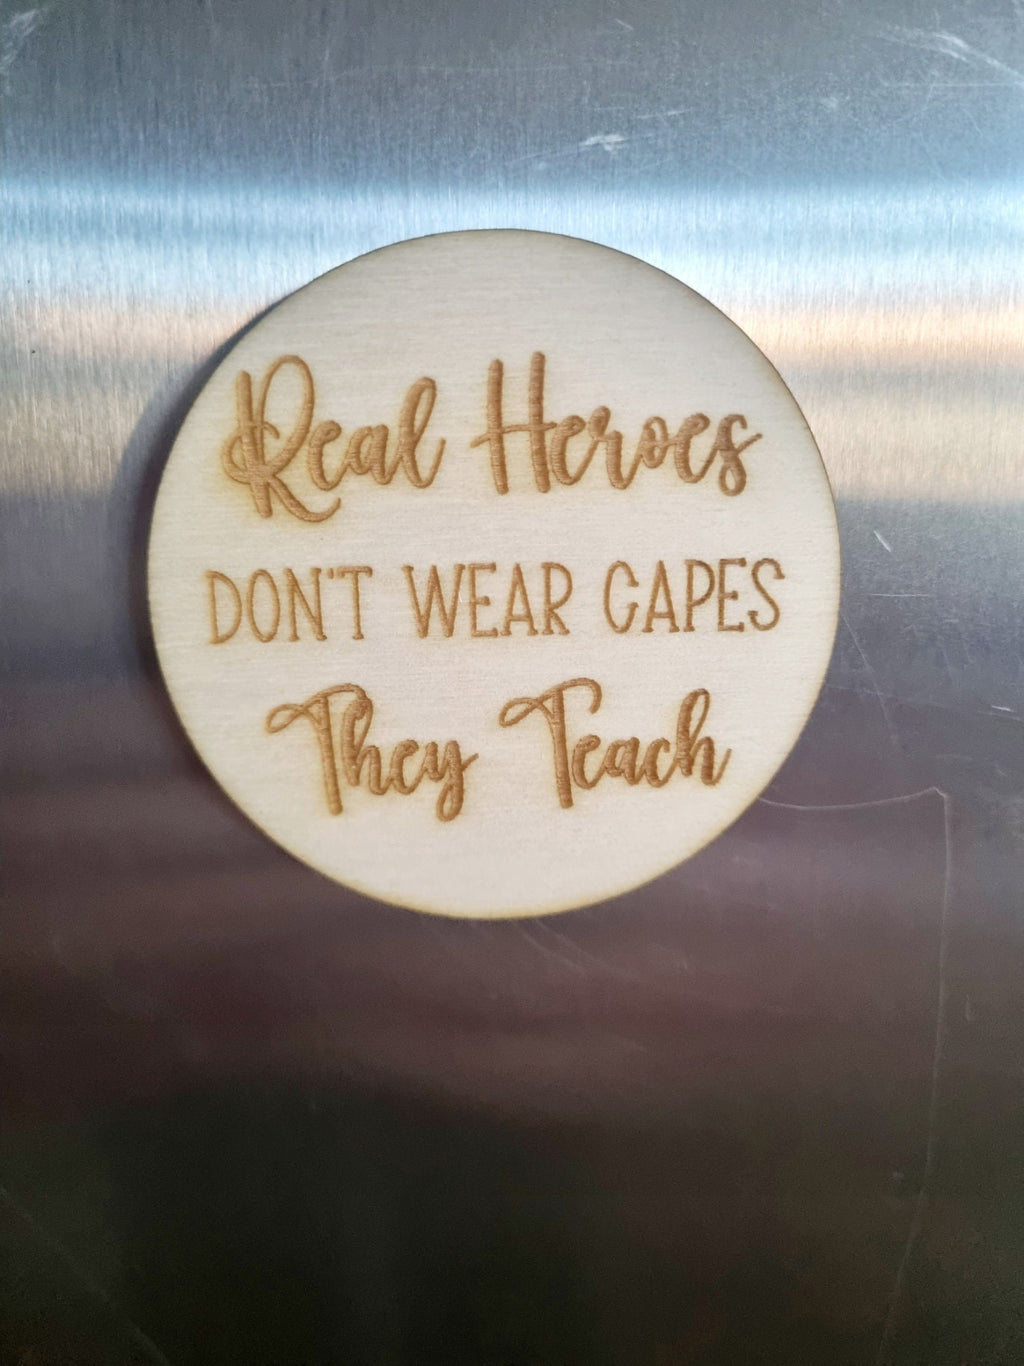 Real Heroes
DON'T WEAR CAPES
They Teach